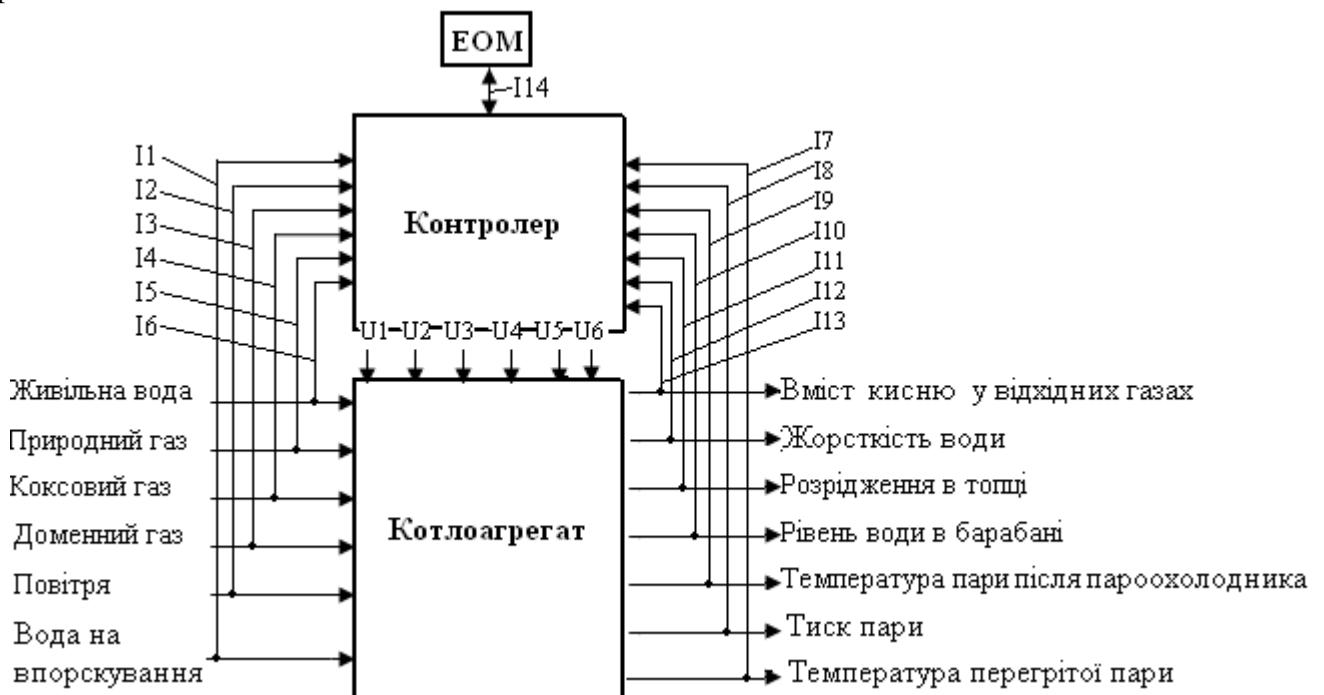 ЕОМ
I14
I1
I2
I3
I4
I5
I6
Контролер
I7
I8
I9
I10
I11
I12
I13
U1 U2 U3 U4 U5 U6
Живільна вода
Природний газ
Коксовий газ
Доменний газ
Повітря
Вода на
впорскування
Котлоагрегат
Вміст кисню у відхідних газах
Жорсткість води
Розрідження в топці
Рівень води в барабані
Температура пари після пароохолодника
Тиск пари
Температура перегрітої пари